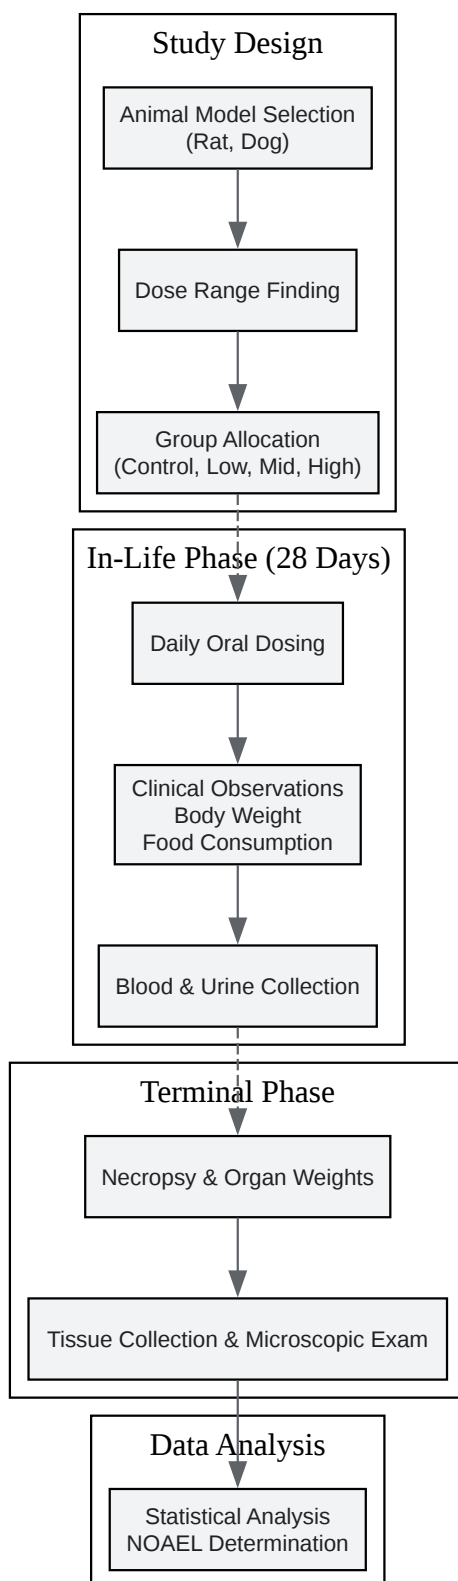 Study Design
Animal Model Selection
(Rat, Dog)
Dose Range Finding
Group Allocation
(Control, Low, Mid, High)
In-Life Phase (28 Days)
Daily Oral Dosing
Clinical Observations
Body Weight
Food Consumption
Blood & Urine Collection
Terminal Phase
Necropsy & Organ Weights
Tissue Collection & Microscopic Exam
Data Analysis
Statistical Analysis
NOAEL Determination